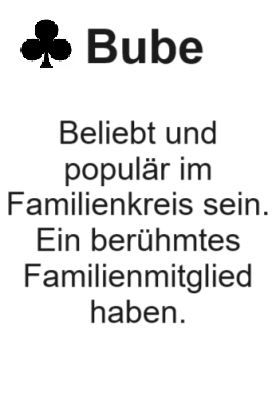 ♣ Bube
Beliebt und
populär im
Familienkreis sein.
Ein berühmtes
Familienmitglied
haben.